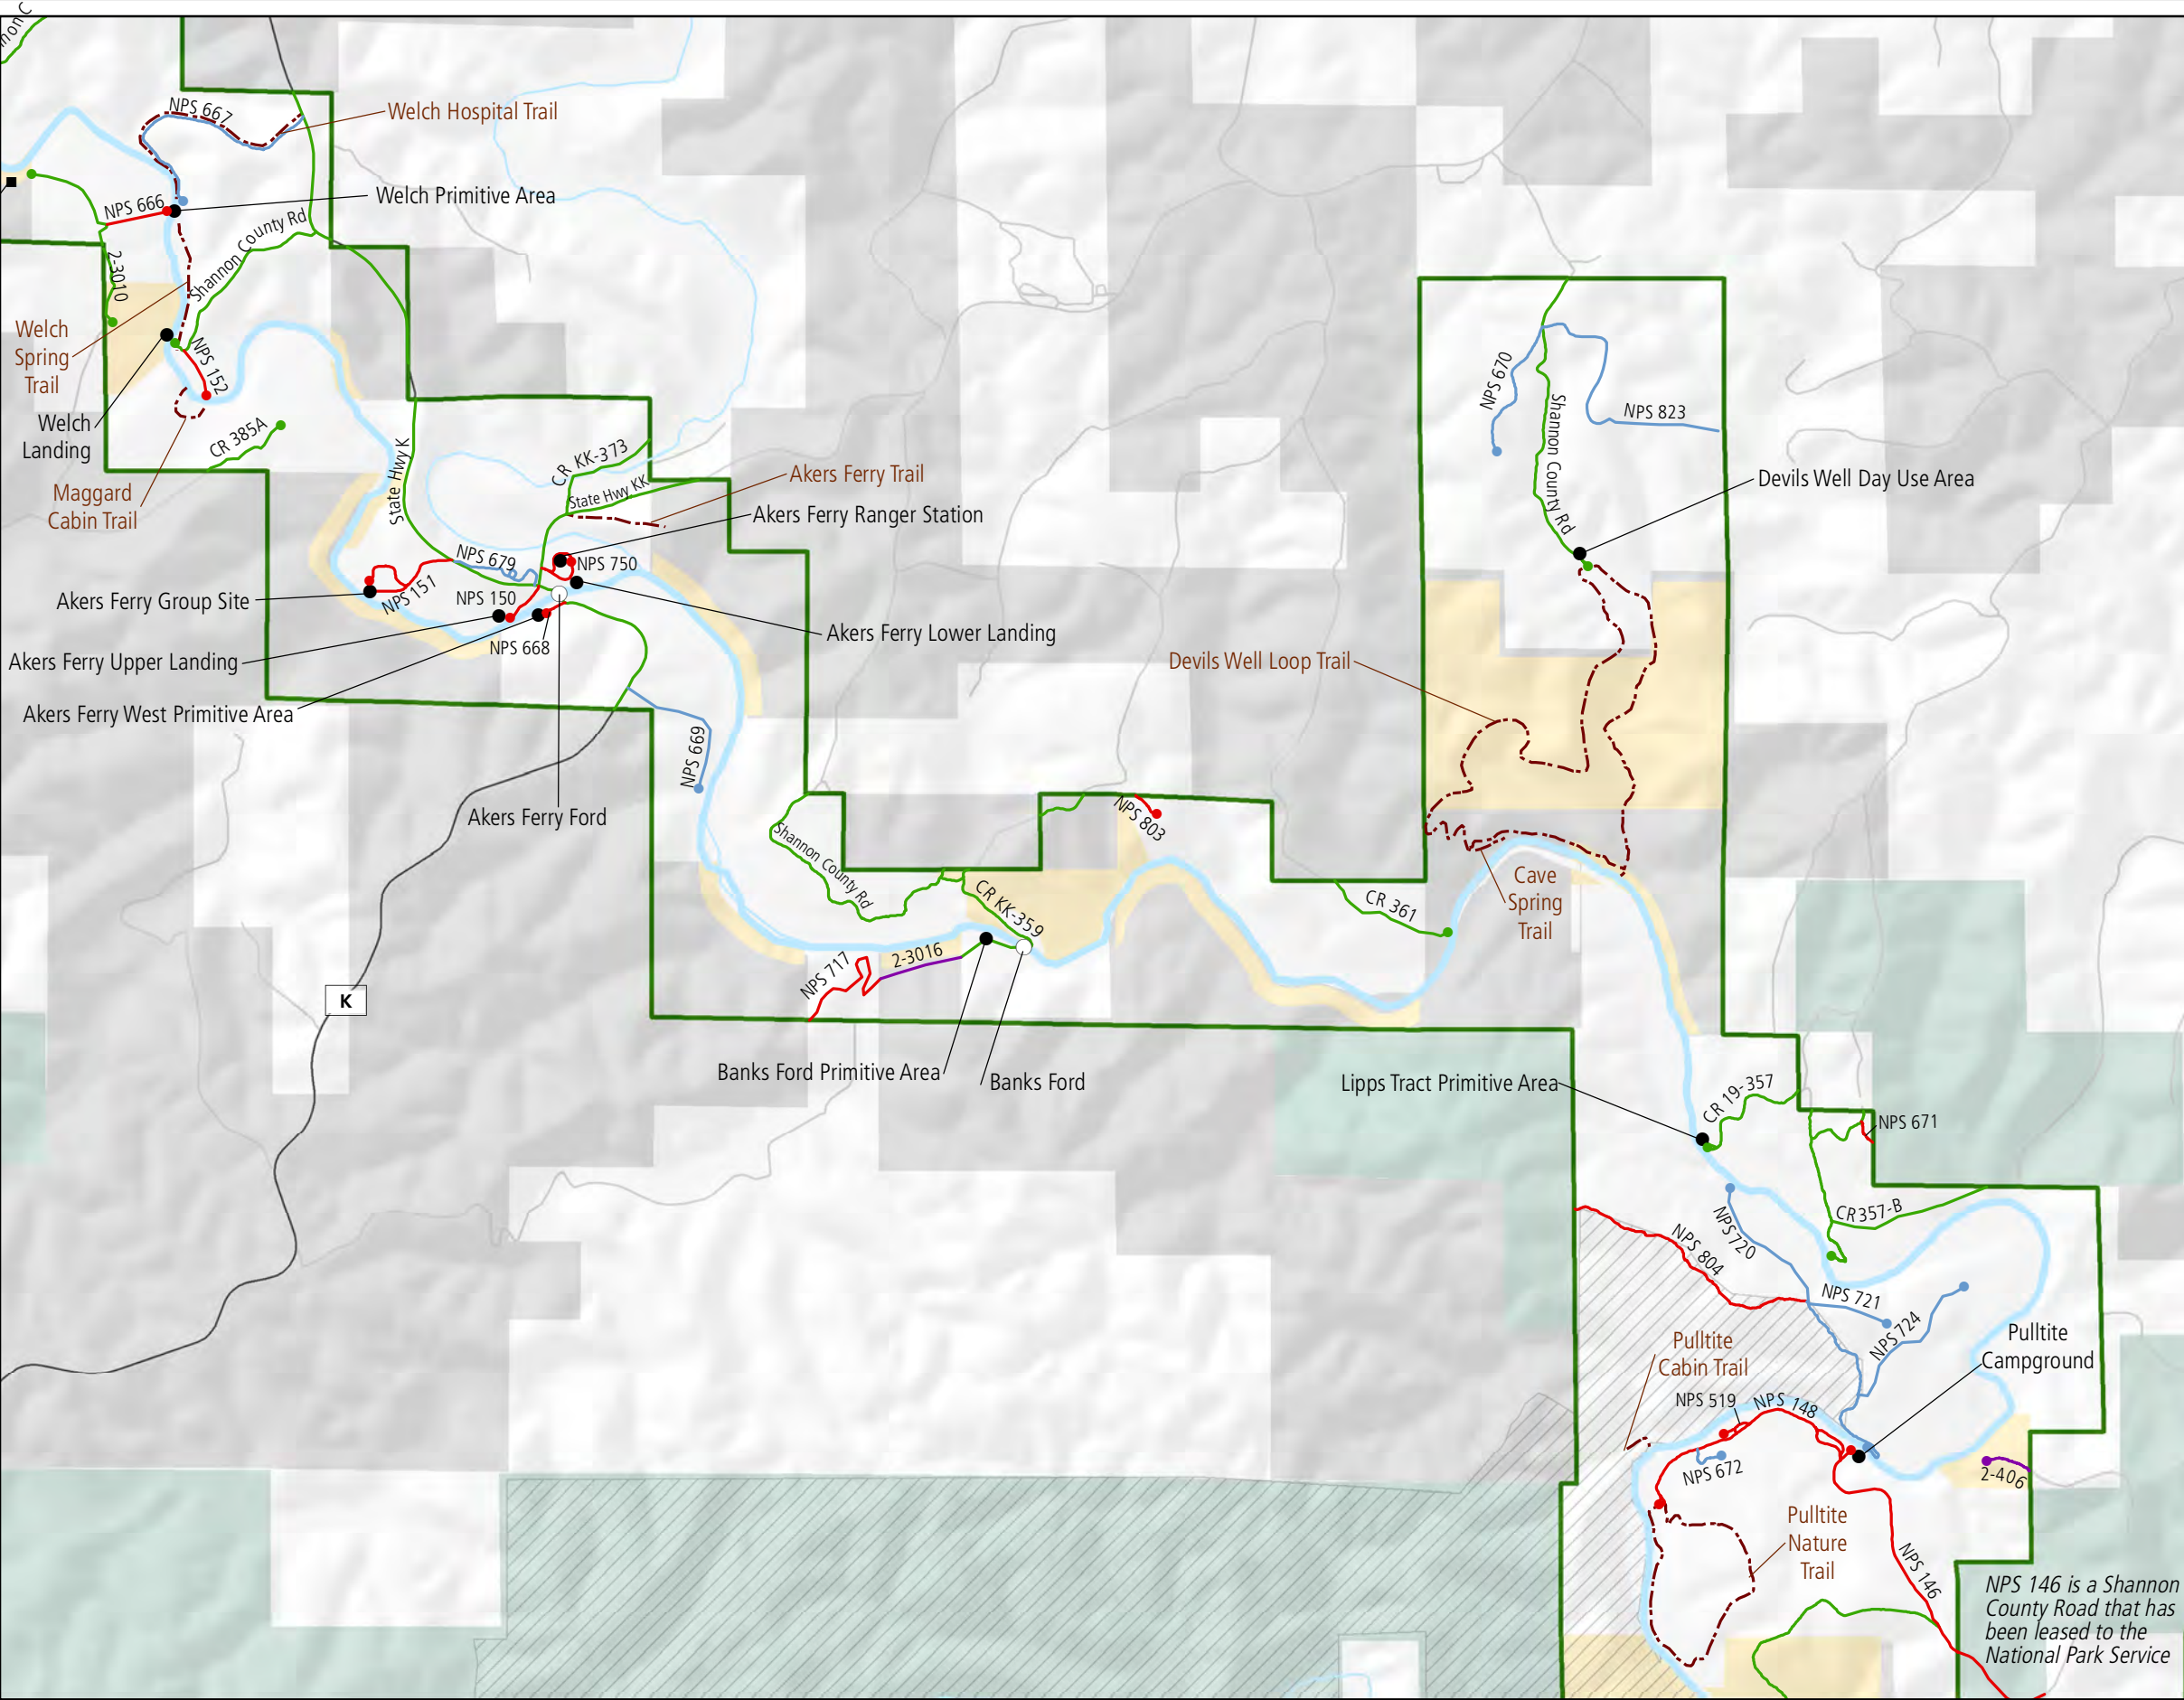 NPS 667
Welch Hospital Trail
Welch Primitive Area
NPS 666
Shannon County Rd
2-3010
Welch
Spring
Trail
NPS 152
Welch
Landing
CR 385A
Maggard
Cabin Trail
State Hwy K
CR KK-373
State Hwy KK
Akers Ferry Trail
Akers Ferry Ranger Station
NPS 679
NPS 750
NPS 151
NPS 150
Akers Ferry Group Site
NPS 668
Akers Ferry Lower Landing
Akers Ferry Upper Landing
Akers Ferry West Primitive Area
NPS 669
Akers Ferry Ford
NPS 670
NPS 823
Shannon County Rd
Devils Well Day Use Area
Devils Well Loop Trail
NPS 803
Shannon County Rd
CR KK-359
CR 361
Cave
Spring
Trail
NPS 717
2-3016
K
Banks Ford Primitive Area
Banks Ford
Lipps Tract Primitive Area
CR 19-357
NPS 671
CR357-B
NPS 720
NPS 804
NPS 721
NPS 724
Pulltite
Campground
Pulltite
Cabin Trail
NPS 519
NPS 148
NPS 672
2-406
Pulltite
Nature
Trail
NPS 146
NPS 146 is a Shannon
County Road that has
been leased to the
National Park Service